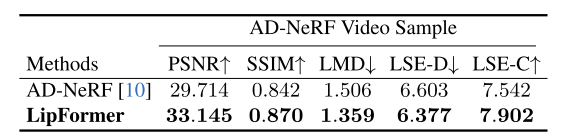 AD-NeRF Video Sample
Methods PSNR↑ SSIM↑ LMD↓ LSE-D↓ LSE-C↑
AD-NeRF [10] 29.714 0.842 1.506 6.603 7.542
LipFormer 33.145 0.870 1.359 6.377 7.902